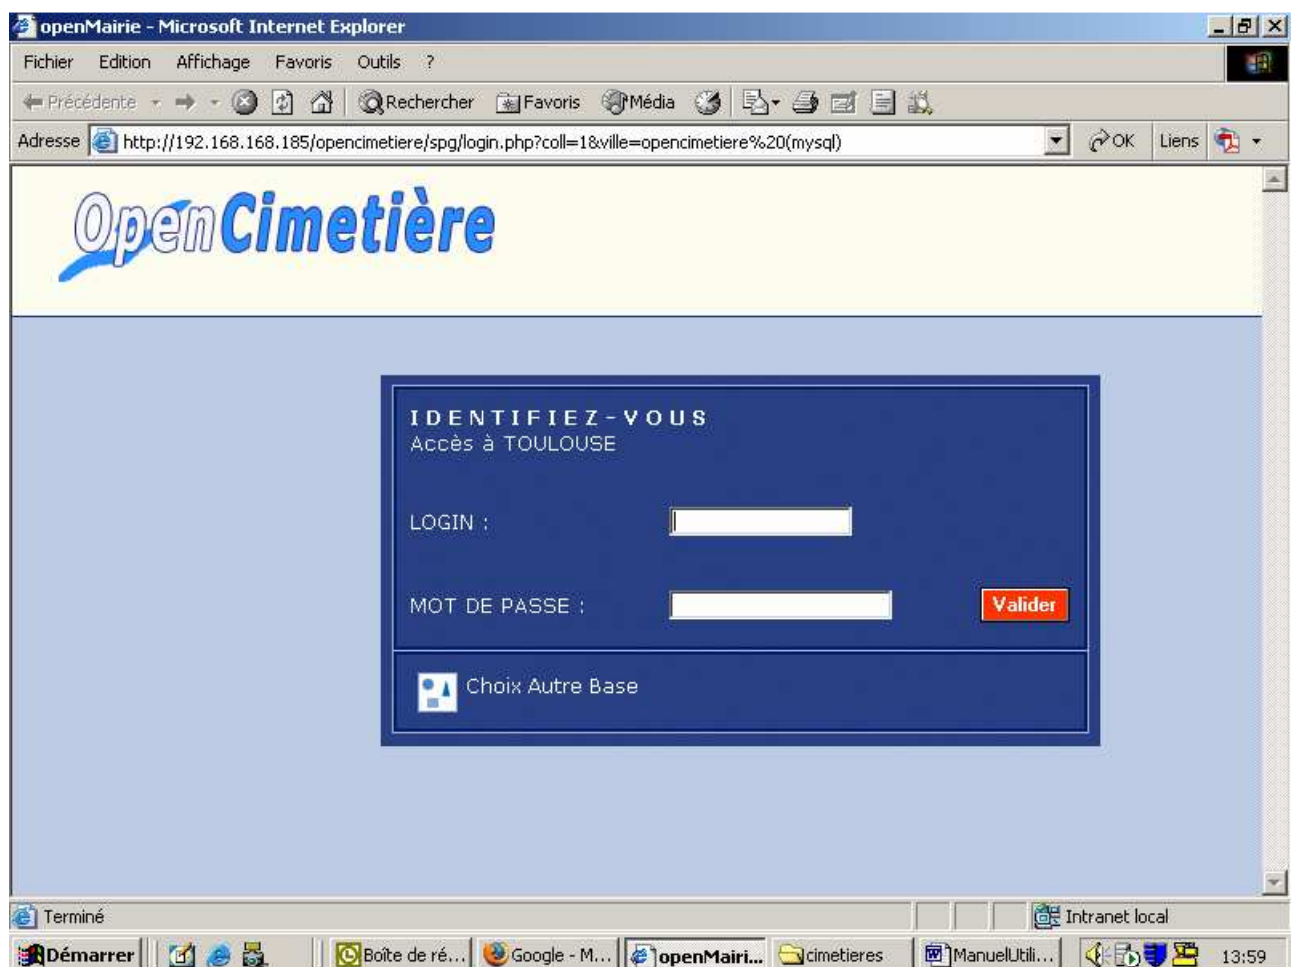 openMairie - Microsoft Internet Explorer
Fichier Edition Affichage Favoris Outils ?
Précédente Rechercher Favoris Média
Adresse http://192.168.168.185/opencimetiere/spg/login.php?coll=1&ville=opencimetiere%20(mysql) OK Liens
OpenCimetière
IDENTIFIEZ-VOUS
Accès à TOULOUSE
LOGIN :
MOT DE PASSE :
Valider
Choix Autre Base
Terminé Intranet local
Démarrer Boîte de ré... Google - M... openMairi... cimetieres ManuelUtili... 13:59